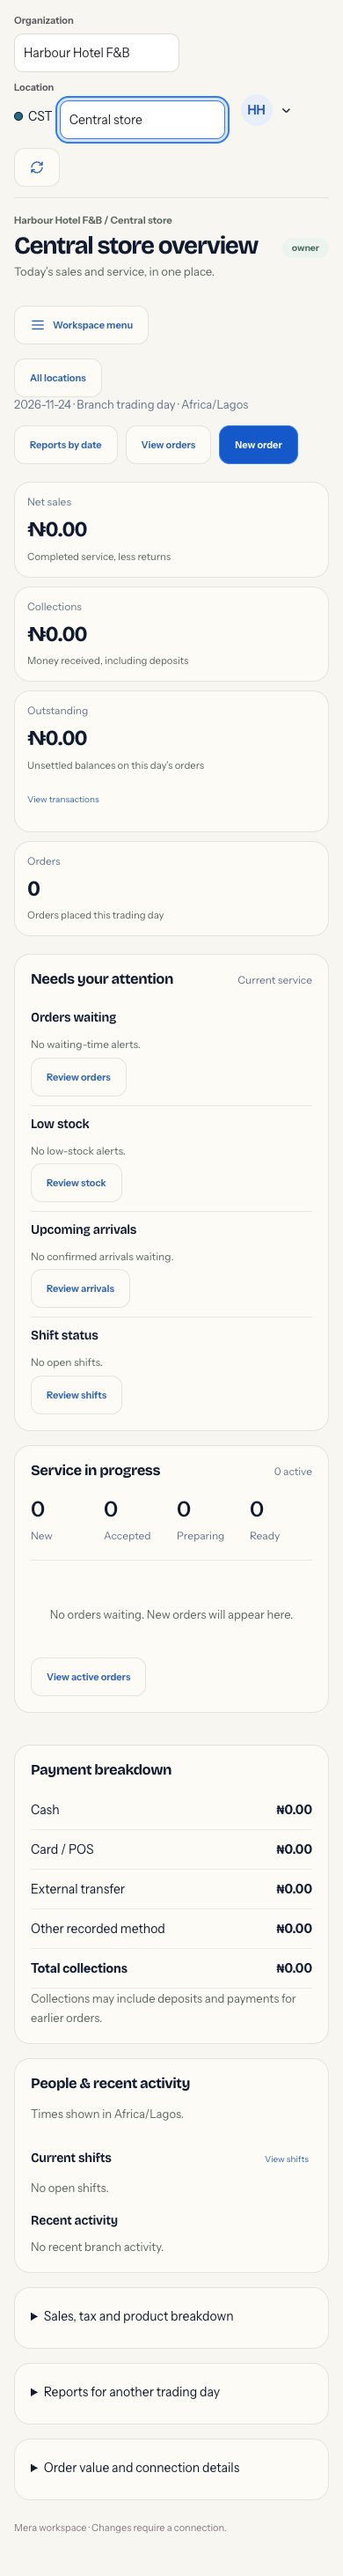 Organization
Harbour Hotel F&B
Location
CST
Central store
HH
Harbour Hotel F&B / Central store
Central store overview
owner
Today's sales and service, in one place.
Workspace menu
All locations
2026-11-24 · Branch trading day · Africa/Lagos
Reports by date
View orders
New order
Net sales
₦0.00
Completed service, less returns
Collections
₦0.00
Money received, including deposits
Outstanding
₦0.00
Unsettled balances on this day's orders
View transactions
Orders
0
Orders placed this trading day
Needs your attention
Current service
Orders waiting
No waiting-time alerts.
Review orders
Low stock
No low-stock alerts.
Review stock
Upcoming arrivals
No confirmed arrivals waiting.
Review arrivals
Shift status
No open shifts.
Review shifts
Service in progress
0 active
0 0 0 0
New Accepted Preparing Ready
No orders waiting. New orders will appear here.
View active orders
Payment breakdown
Cash ₦0.00
Card / POS ₦0.00
External transfer ₦0.00
Other recorded method ₦0.00
Total collections ₦0.00
Collections may include deposits and payments for
earlier orders.
People & recent activity
Times shown in Africa/Lagos.
Current shifts
View shifts
No open shifts.
Recent activity
No recent branch activity.
Sales, tax and product breakdown
Reports for another trading day
Order value and connection details
Mera workspace · Changes require a connection.